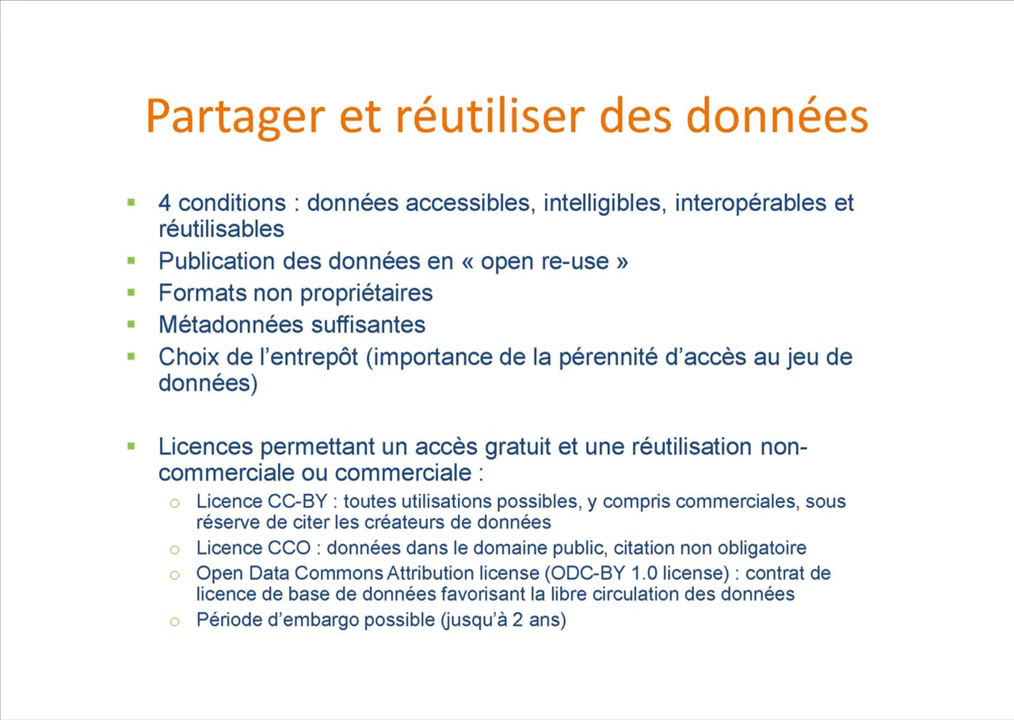 Partager et réutiliser des données
▪ 4 conditions : données accessibles, intelligibles, interopérables et
réutilisables
▪ Publication des données en « open re-use »
▪ Formats non propriétaires
▪ Métadonnées suffisantes
▪ Choix de l’entrepôt (importance de la pérennité d’accès au jeu de
données)
▪ Licences permettant un accès gratuit et une réutilisation non-
commerciale ou commerciale :
o Licence CC-BY : toutes utilisations possibles, y compris commerciales, sous
réserve de citer les créateurs de données
o Licence CCO : données dans le domaine public, citation non obligatoire
o Open Data Commons Attribution license (ODC-BY 1.0 license) : contrat de
licence de base de données favorisant la libre circulation des données
o Période d’embargo possible (jusqu’à 2 ans)